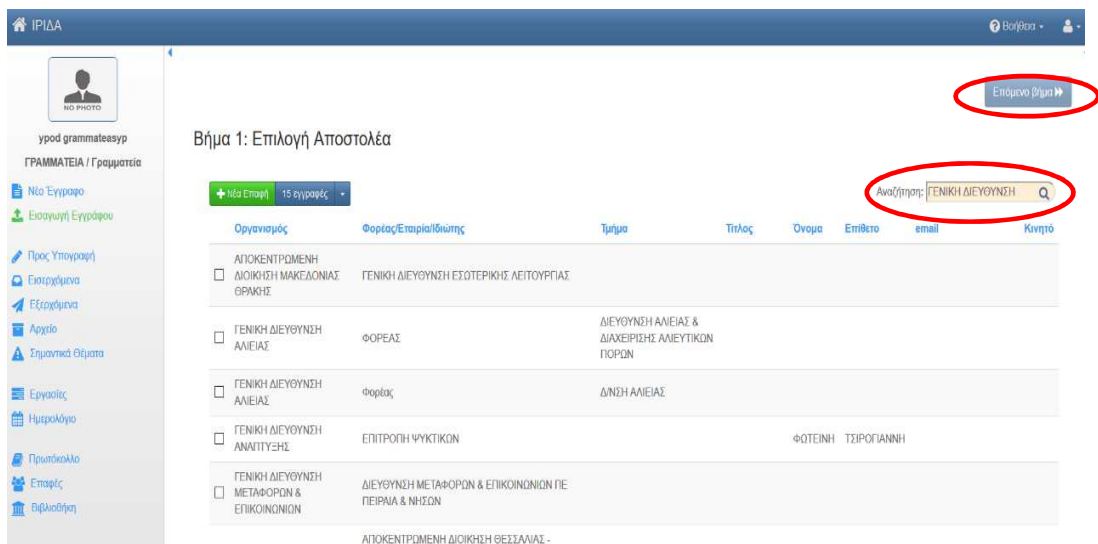 ΙΡΙΔΑ
Βοήθεια
NO PHOTO
ypod grammateasyp
ΓΡΑΜΜΑΤΕΙΑ / Γραμματεία
Νέο Έγγραφο
Εισαγωγή Εγγράφου
Προς Υπογραφή
Εισερχόμενα
Εξερχόμενα
Αρχείο
Σημαντικά Θέματα
Εργασίες
Ημερολόγιο
Πρωτόκολλο
Επαφές
Βιβλιοθήκη
Επόμενο βήμα
Βήμα 1: Επιλογή Αποστολέα
Νέα Επαφή 15 εγγραφές
Αναζήτηση: ΓΕΝΙΚΗ ΔΙΕΥΘΥΝΣΗ
Οργανισμός Φορέας/Εταιρία/Ιδιώτης Τμήμα Τίτλος Όνομα Επίθετο email Κινητό
ΑΠΟΚΕΝΤΡΩΜΕΝΗ
ΔΙΟΙΚΗΣΗ ΜΑΚΕΔΟΝΙΑΣ
ΘΡΑΚΗΣ
ΓΕΝΙΚΗ ΔΙΕΥΘΥΝΣΗ ΕΣΩΤΕΡΙΚΗΣ ΛΕΙΤΟΥΡΓΙΑΣ
ΓΕΝΙΚΗ ΔΙΕΥΘΥΝΣΗ
ΑΛΙΕΙΑΣ
ΦΟΡΕΑΣ
ΔΙΕΥΘΥΝΣΗ ΑΛΙΕΙΑΣ &
ΔΙΑΧΕΙΡΙΣΗΣ ΑΛΙΕΥΤΙΚΩΝ
ΠΟΡΩΝ
ΓΕΝΙΚΗ ΔΙΕΥΘΥΝΣΗ
ΑΛΙΕΙΑΣ
Φορέας
Δ/ΝΣΗ ΑΛΙΕΙΑΣ
ΓΕΝΙΚΗ ΔΙΕΥΘΥΝΣΗ
ΑΝΑΠΤΥΞΗΣ
ΕΠΙΤΡΟΠΗ ΨΥΚΤΙΚΩΝ
ΦΩΤΕΙΝΗ ΤΣΙΡΟΓΙΑΝΝΗ
ΓΕΝΙΚΗ ΔΙΕΥΘΥΝΣΗ
ΜΕΤΑΦΟΡΩΝ &
ΕΠΙΚΟΙΝΩΝΙΩΝ
ΔΙΕΥΘΥΝΣΗ ΜΕΤΑΦΟΡΩΝ & ΕΠΙΚΟΙΝΩΝΙΩΝ ΠΕ
ΠΕΙΡΑΙΑ & ΝΗΣΩΝ
ΑΠΟΚΕΝΤΡΩΜΕΝΗ ΔΙΟΙΚΗΣΗ ΘΕΣΣΑΛΙΑΣ -